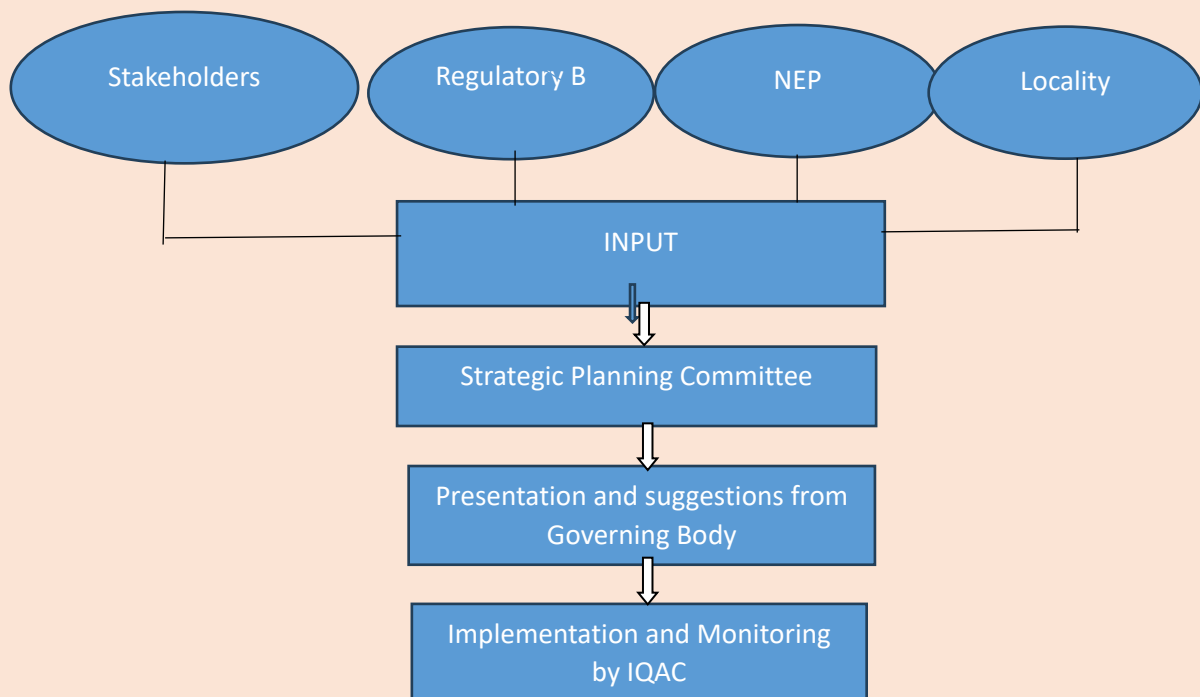 Stakeholders
Regulatory B
NEP
Locality
INPUT
Strategic Planning Committee
Presentation and suggestions from
Governing Body
Implementation and Monitoring
by IQAC